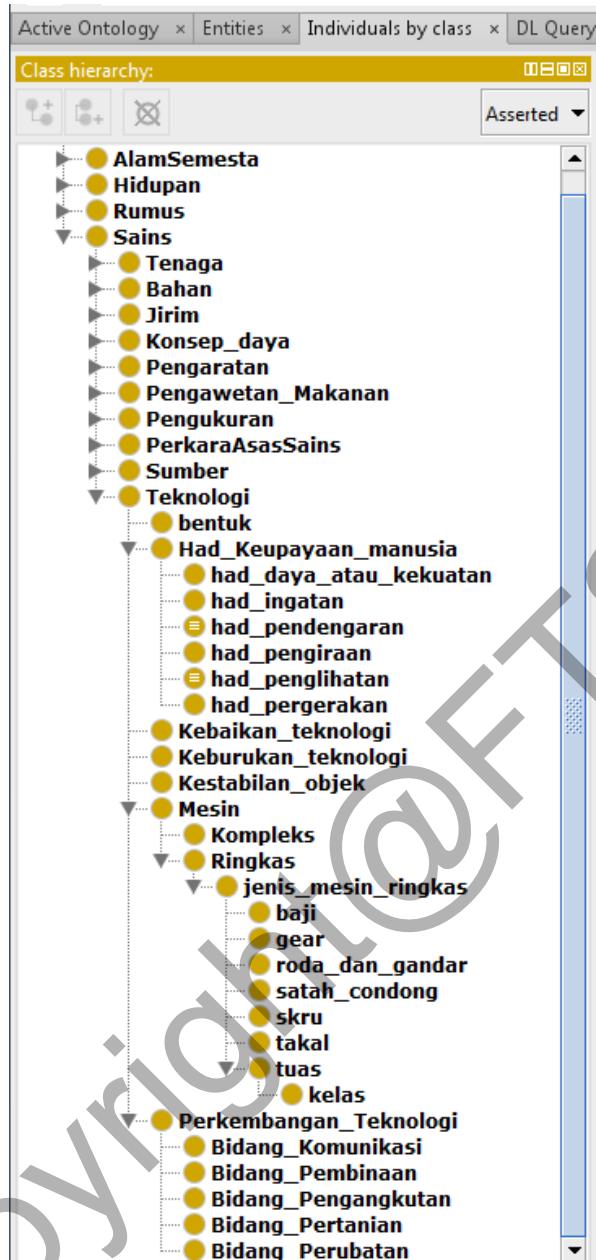 Active Ontology × Entities × Individuals by class × DL Query
Class hierarchy:
Asserted
AlamSemesta
Hidupan
Rumus
Sains
Tenaga
Bahan
Jirim
Konsep_daya
Pengaratan
Pengawetan_Makanan
Pengukuran
PerkaraAsasSains
Sumber
Teknologi
bentuk
Had_Keupayaan_manusia
had_daya_atau_kekuatan
had_ingatan
had_pendengaran
had_pengiraan
had_penglihatan
had_pergerakan
Kebaikan_teknologi
Keburukan_teknologi
Kestabilan_objek
Mesin
Kompleks
Ringkas
jenis_mesin_ringkas
baji
gear
roda_dan_gandar
satah_condong
skru
takal
tuas
kelas
Perkembangan_Teknologi
Bidang_Komunikasi
Bidang_Pembinaan
Bidang_Pengangkutan
Bidang_Pertanian
Bidang_Perubatan